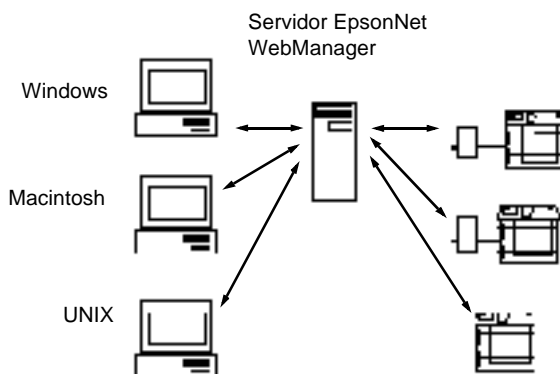 Servidor EpsonNet
WebManager
Windows
Macintosh
UNIX